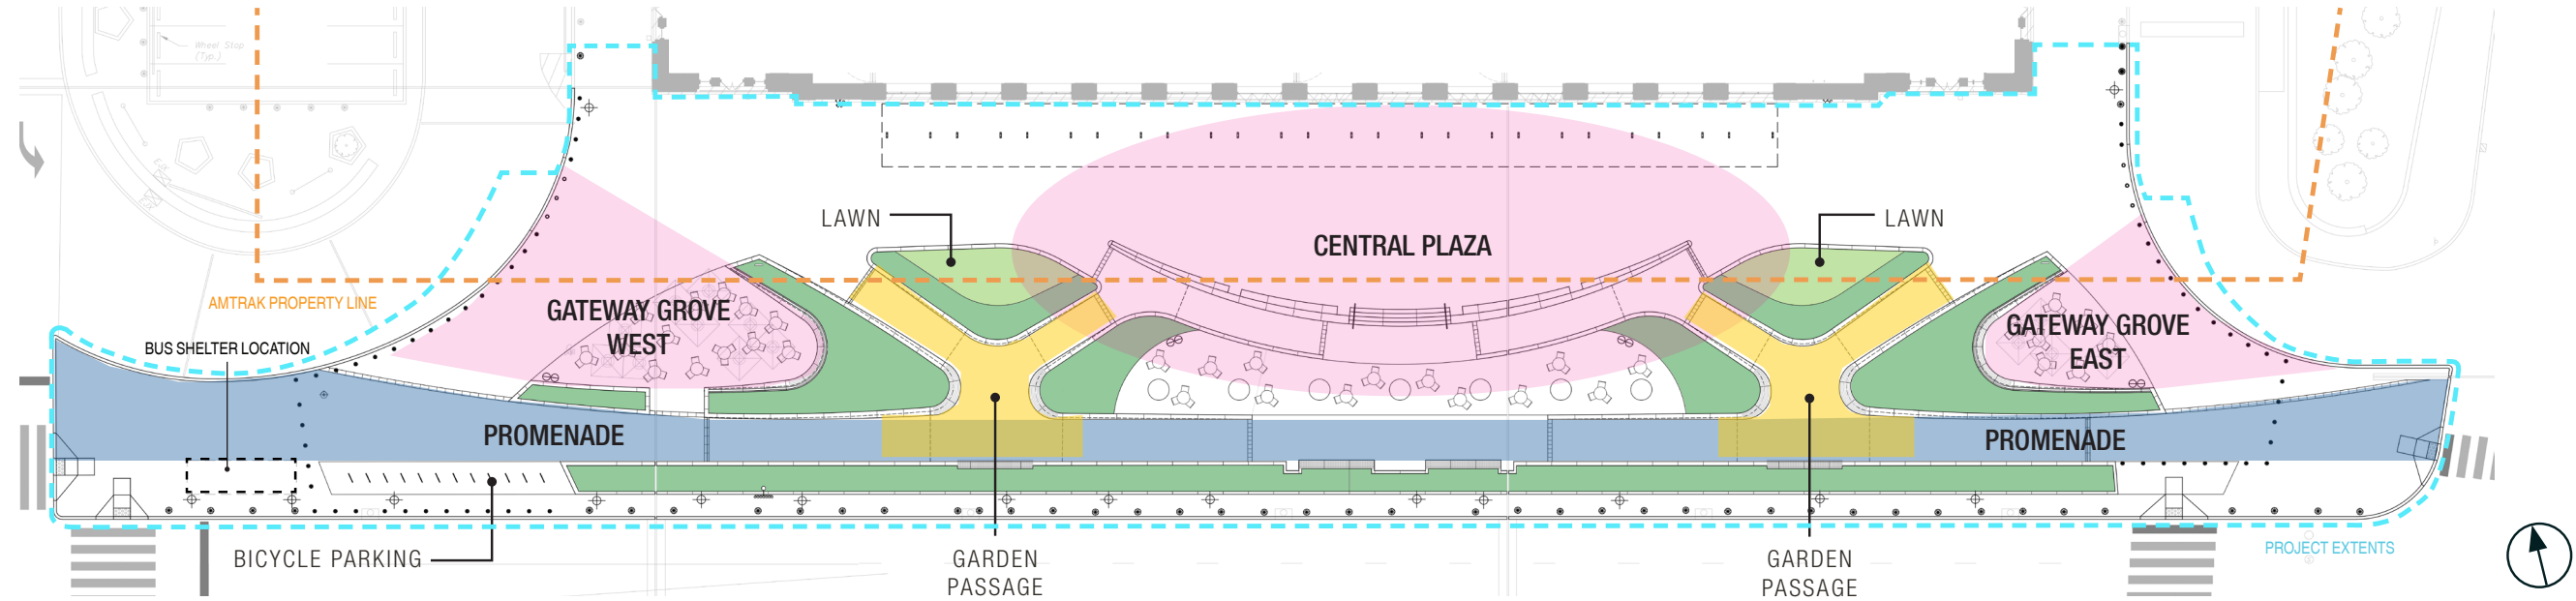 Wheel Stop
(Typ.)
LAWN
LAWN
CENTRAL PLAZA
AMTRAK PROPERTY LINE
GATEWAY GROVE
WEST
GATEWAY GROVE
EAST
BUS SHELTER LOCATION
PROMENADE
PROMENADE
BICYCLE PARKING
GARDEN
PASSAGE
GARDEN
PASSAGE
PROJECT EXTENTS